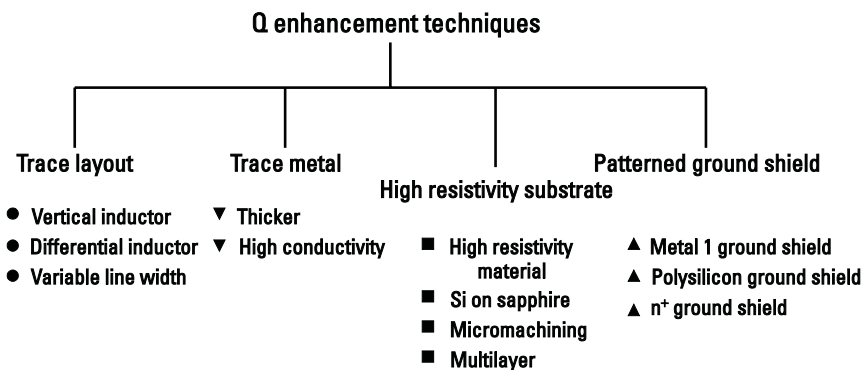 Q enhancement techniques
Trace layout
● Vertical inductor
● Differential inductor
● Variable line width
Trace metal
▼ Thicker
▼ High conductivity
High resistivity substrate
■ High resistivity
material
■ Si on sapphire
■ Micromachining
■ Multilayer
Patterned ground shield
▲ Metal 1 ground shield
▲ Polysilicon ground shield
▲ n⁺ ground shield